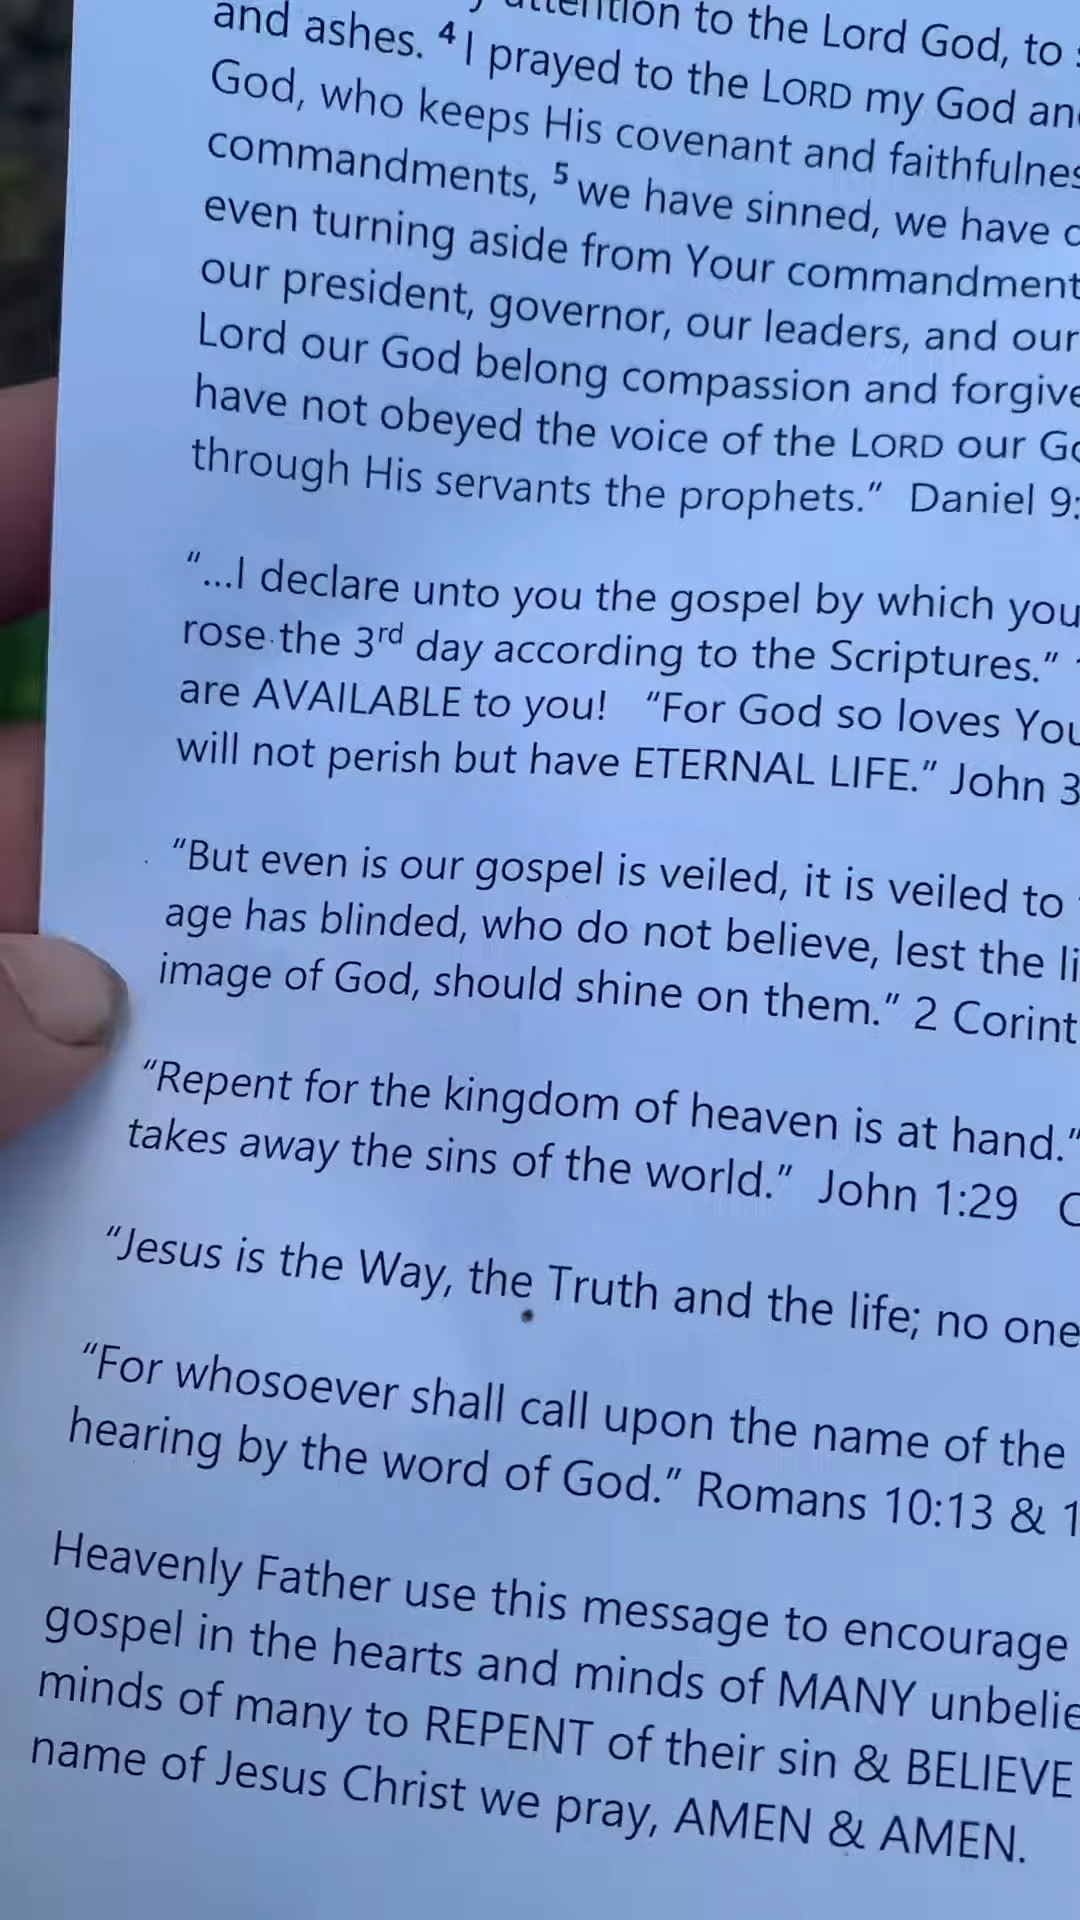 attention to the Lord God, to
and ashes. ⁴ I prayed to the LORD my God and
God, who keeps His covenant and faithfulness
commandments, ⁵ we have sinned, we have
even turning aside from Your commandment
our president, governor, our leaders, and our
Lord our God belong compassion and forgive
have not obeyed the voice of the LORD our
through His servants the prophets." Daniel 9:
"...I declare unto you the gospel by which you
rose the 3rd day according to the Scriptures."
are AVAILABLE to you! "For God so loves You
will not perish but have ETERNAL LIFE." John 3
"But even is our gospel is veiled, it is veiled to
age has blinded, who do not believe, lest the
image of God, should shine on them." 2 Corint
"Repent for the kingdom of heaven is at hand."
takes away the sins of the world." John 1:29
"Jesus is the Way, the Truth and the life; no one
"For whosoever shall call upon the name of the
hearing by the word of God." Romans 10:13 & 1
Heavenly Father use this message to encourage
gospel in the hearts and minds of MANY unbelie
minds of many to REPENT of their sin & BELIEVE
name of Jesus Christ we pray, AMEN & AMEN.